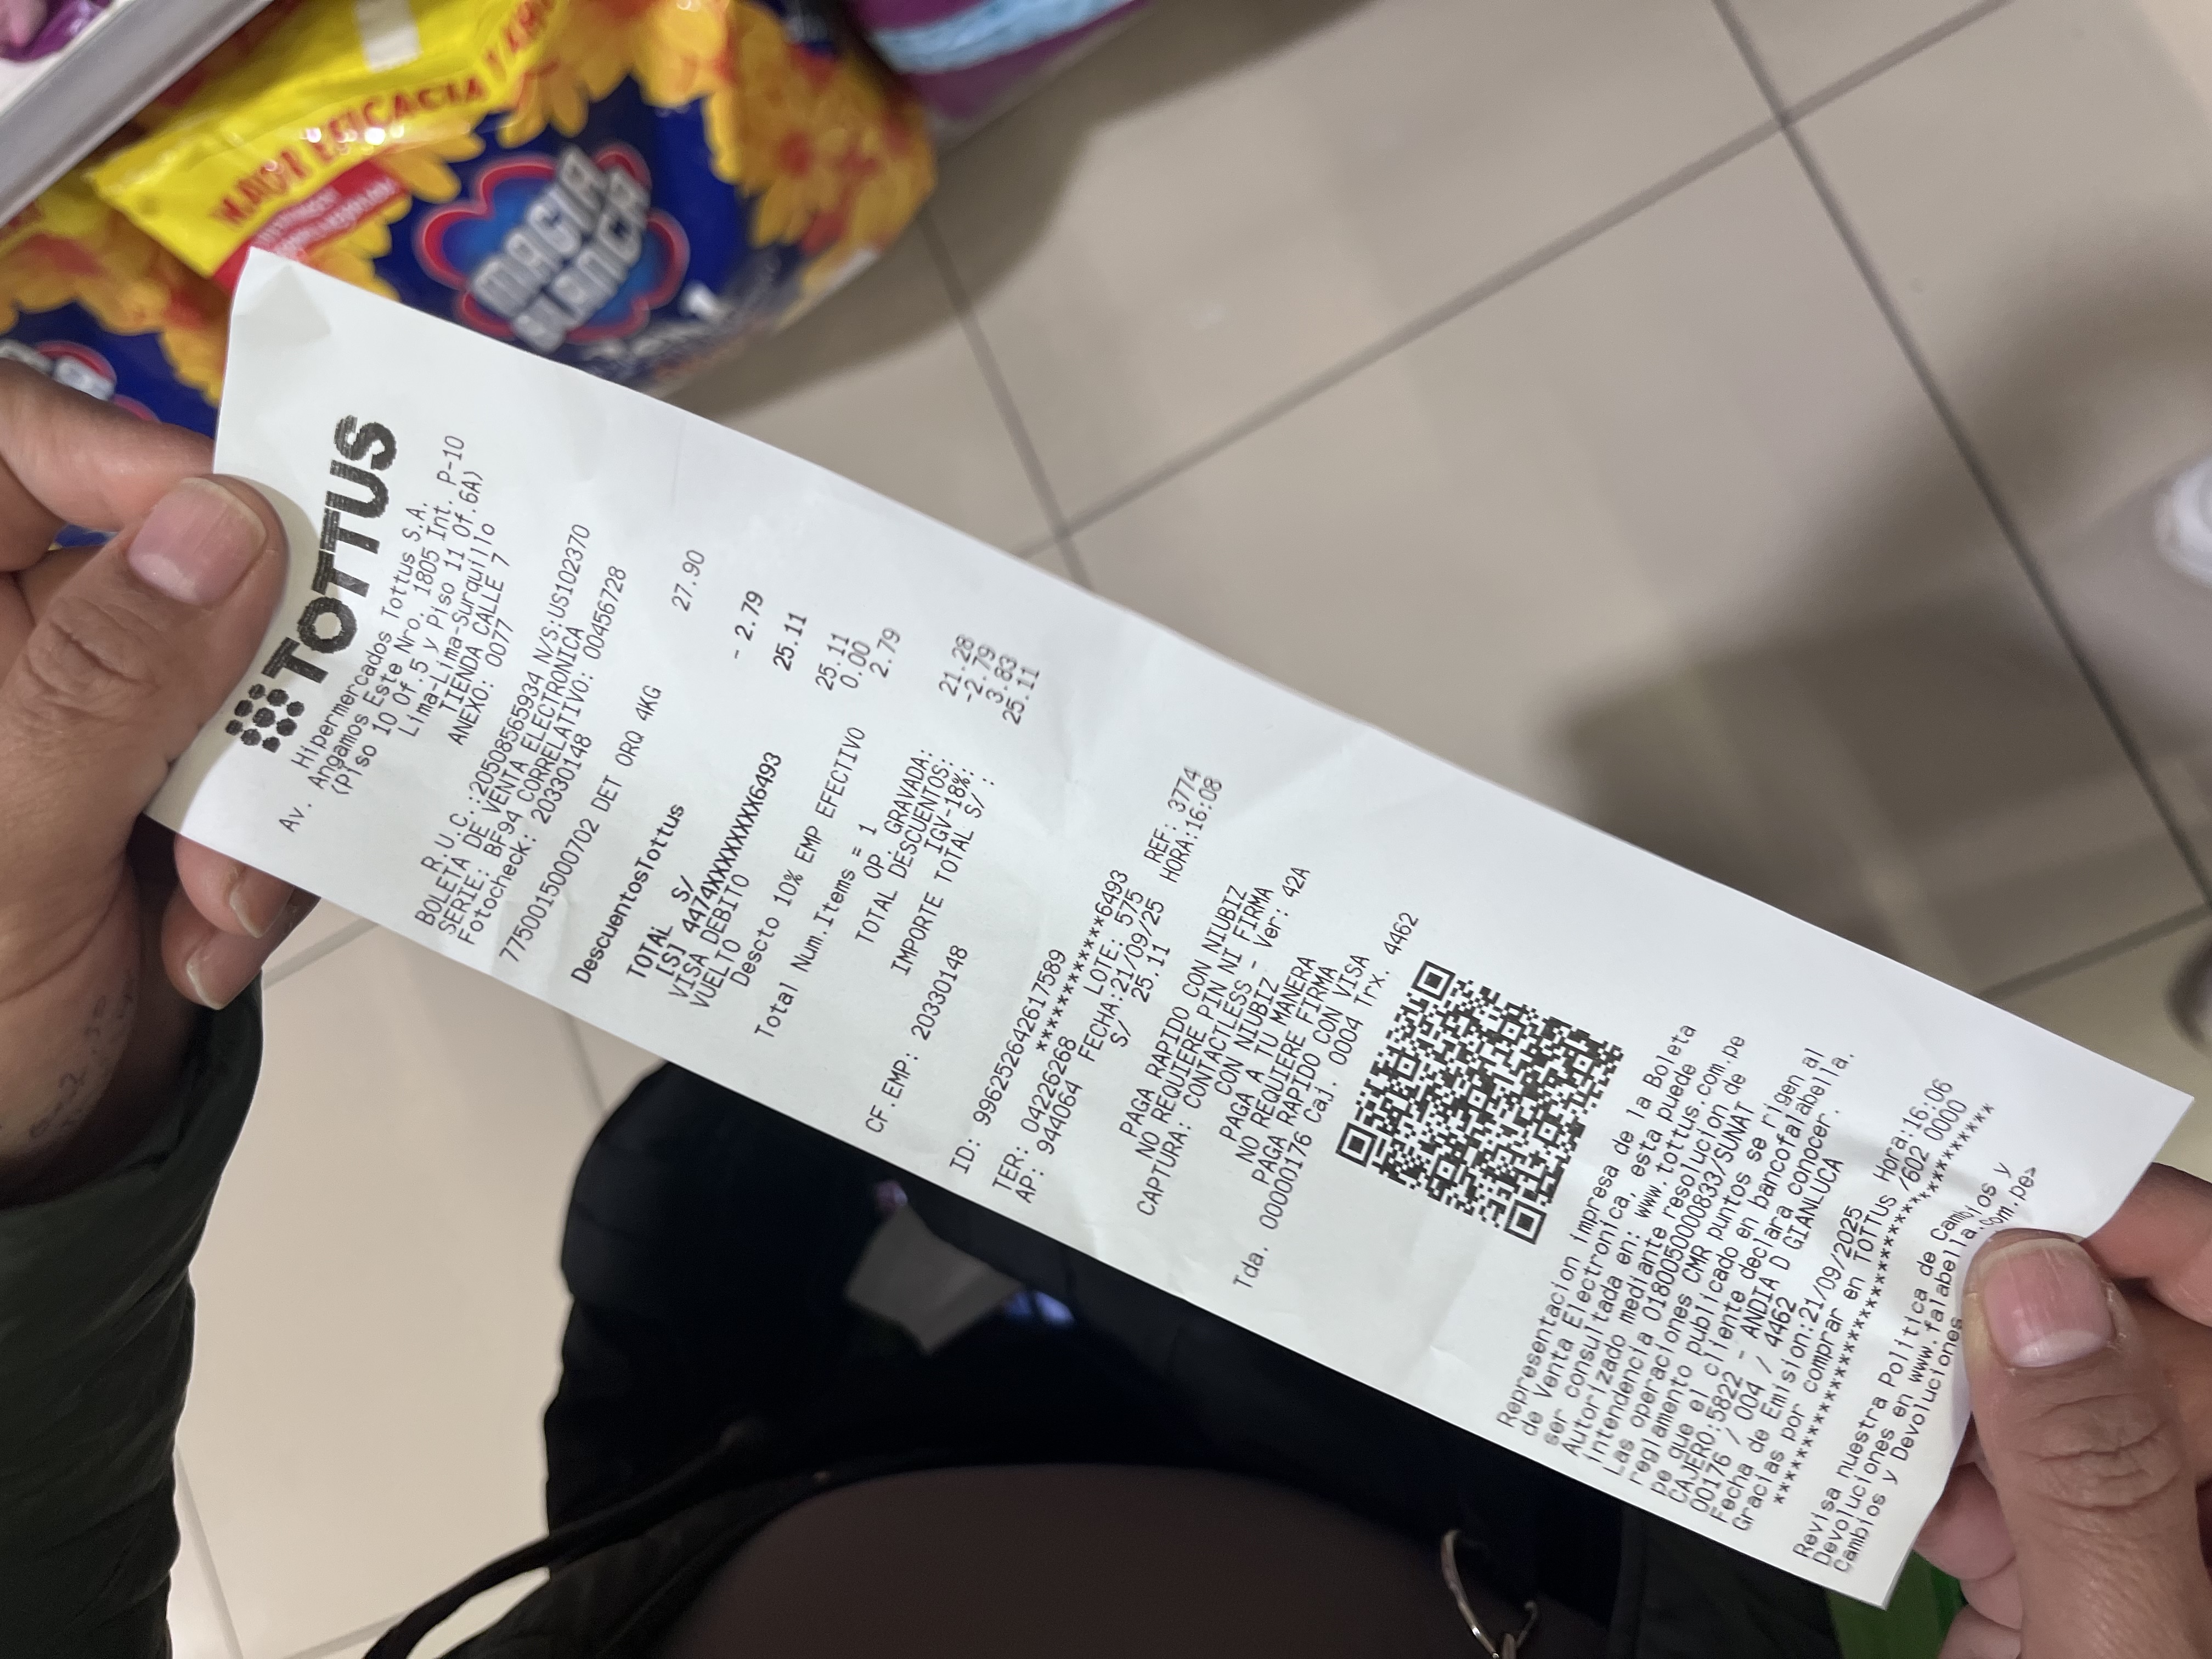 TOTTUS
Hipermercados Tottus S.A.
Av. Angamos Este Nro. 1805 Int. P-10
(Piso 10 Of.5 y Piso 11 Of.6A)
Lima-Lima-Surquillo
TIENDA CALLE 7
ANEXO: 0077
R.U.C.:20508565934 N/S:US102370
BOLETA DE VENTA ELECTRONICA
SERIE: BF94 CORRELATIVO: 00456728
Fotocheck: 20330148
7750015000702 DET ORQ 4KG 27.90
DescuentosTottus - 2.79
TOTAL S/ 25.11
[S] 4474XXXXXXXX6493
VISA DEBITO 25.11
VUELTO 0.00
Descto 10% EMP EFECTIVO 2.79
Total Num.Items = 1
OP. GRAVADA: 21.28
TOTAL DESCUENTOS: -2.79
IGV-18%: 3.83
IMPORTE TOTAL S/ : 25.11
CF.EMP: 20330148
ID: 996252642617589
************6493
TER: 04226268 LOTE: 575 REF: 3774
AP: 944064 FECHA:21/09/25 HORA:16:08
S/ 25.11
PAGA RAPIDO CON NIUBIZ
NO REQUIERE PIN NI FIRMA
CAPTURA: CONTACTLESS - Ver: 42A
CON NIUBIZ
PAGA A TU MANERA
NO REQUIERE FIRMA
PAGA RAPIDO CON VISA
Tda. 00000176 Caj. 0004 Trx. 4462
Representacion impresa de la Boleta
de Venta Electronica, esta puede
ser consultada en: www.tottus.com.pe
Autorizado mediante resolucion de
Intendencia 0180050000833/SUNAT
Las operaciones CMR puntos se rigen al
reglamento publicado en bancofalabella.
pe que el cliente declara conocer.
CAJERO:5822 - ANDIA D GIANLUCA
00176 / 004 / 4462
Fecha de Emision:21/09/2025 Hora:16:06
Gracias por comprar en TOTTUS /602 0000
**************************************
Revisa nuestra Politica de Cambios y
Devoluciones en www.falabella.com.pe>
Cambios y Devoluciones
MAYOR EFICACIA
MAGIA
BLANCA